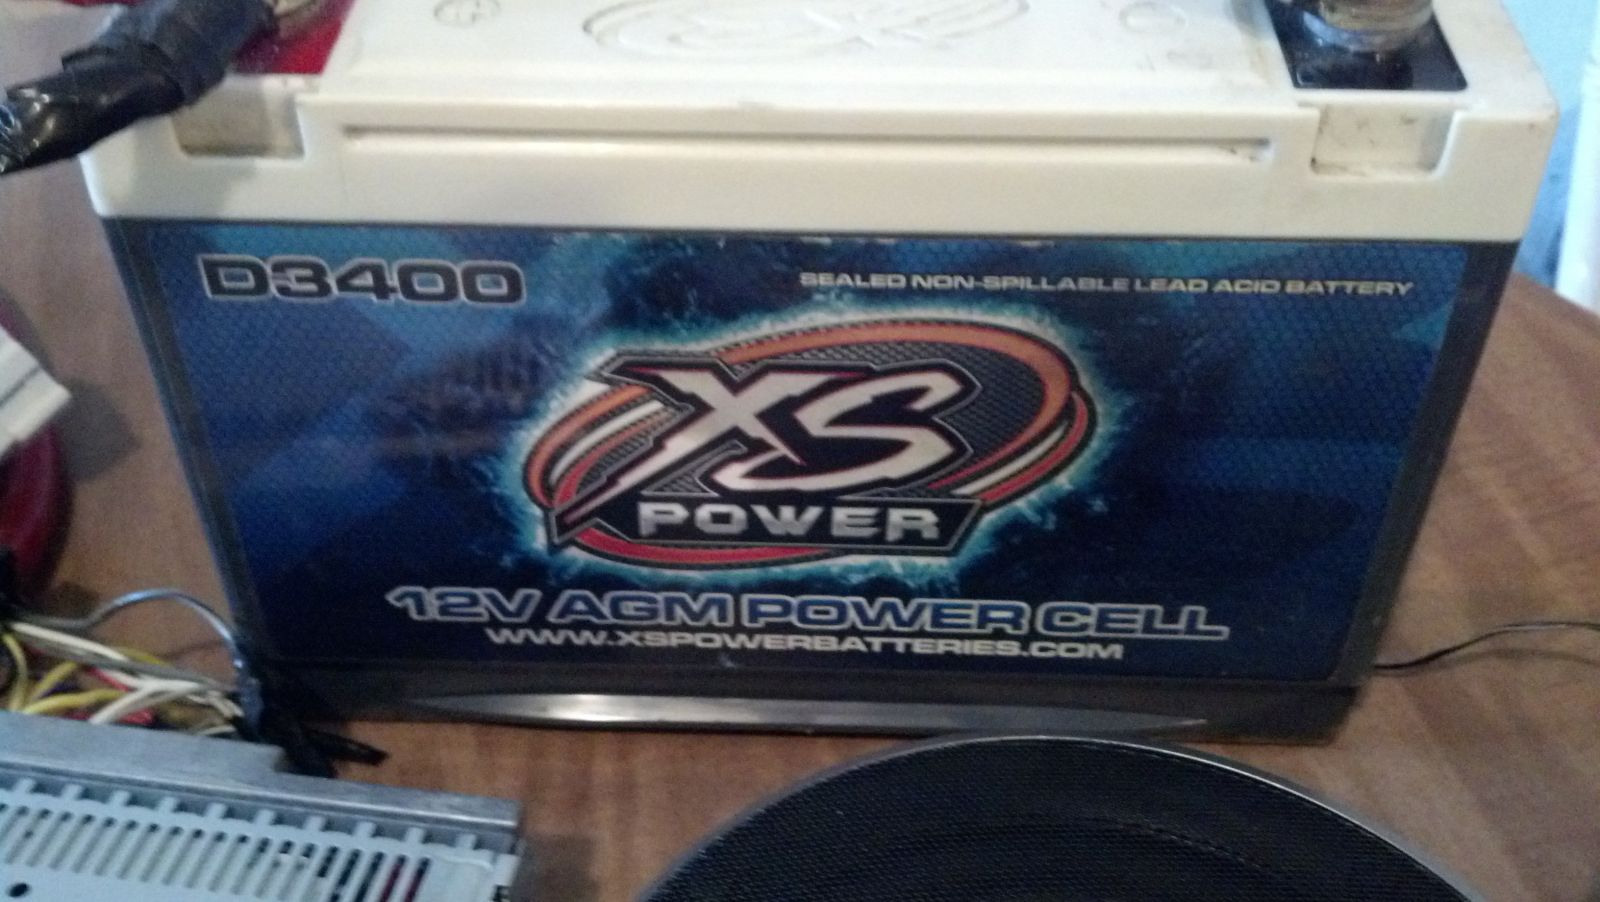 D3400
SEALED NON-SPILLABLE LEAD ACID BATTERY
XS
POWER
12V AGM POWER CELL
WWW.XSPOWERBATTERIES.COM